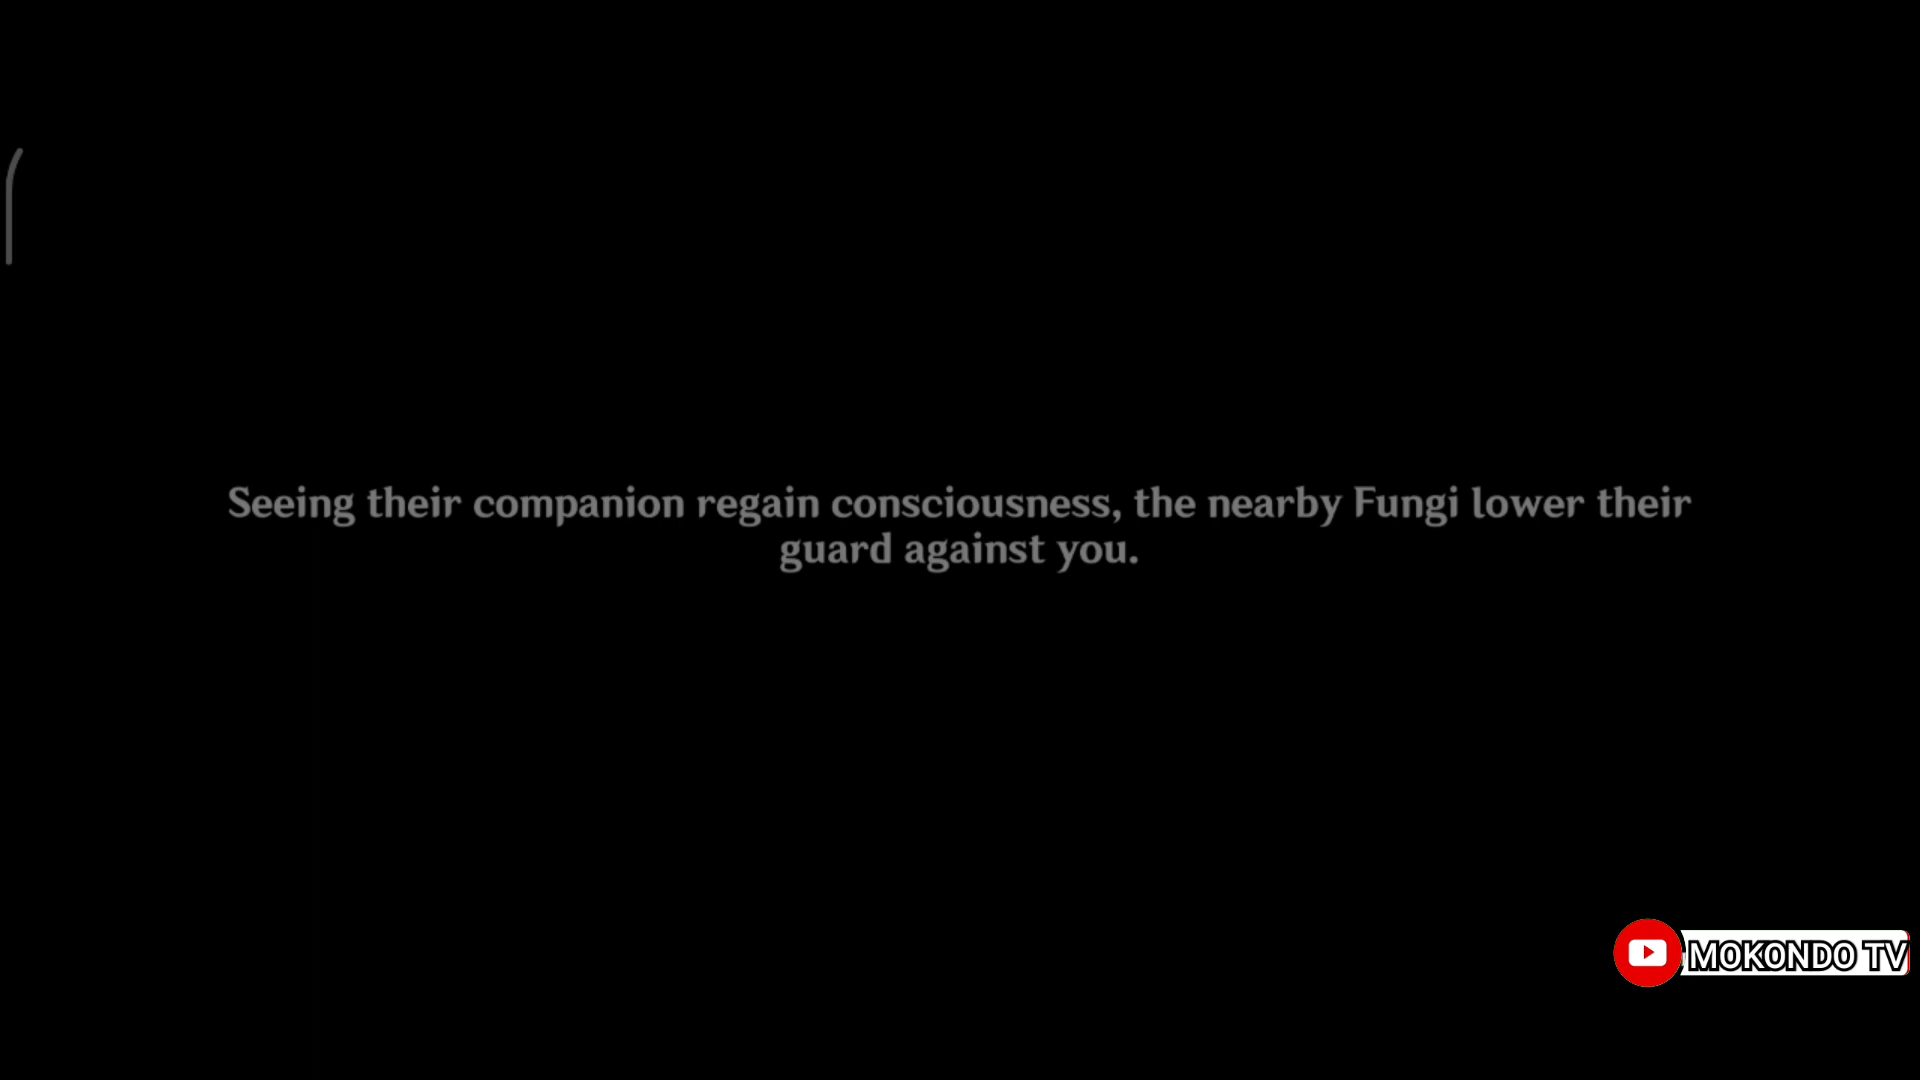 Seeing their companion regain consciousness, the nearby Fungi lower their
guard against you.
MOKONDO TV